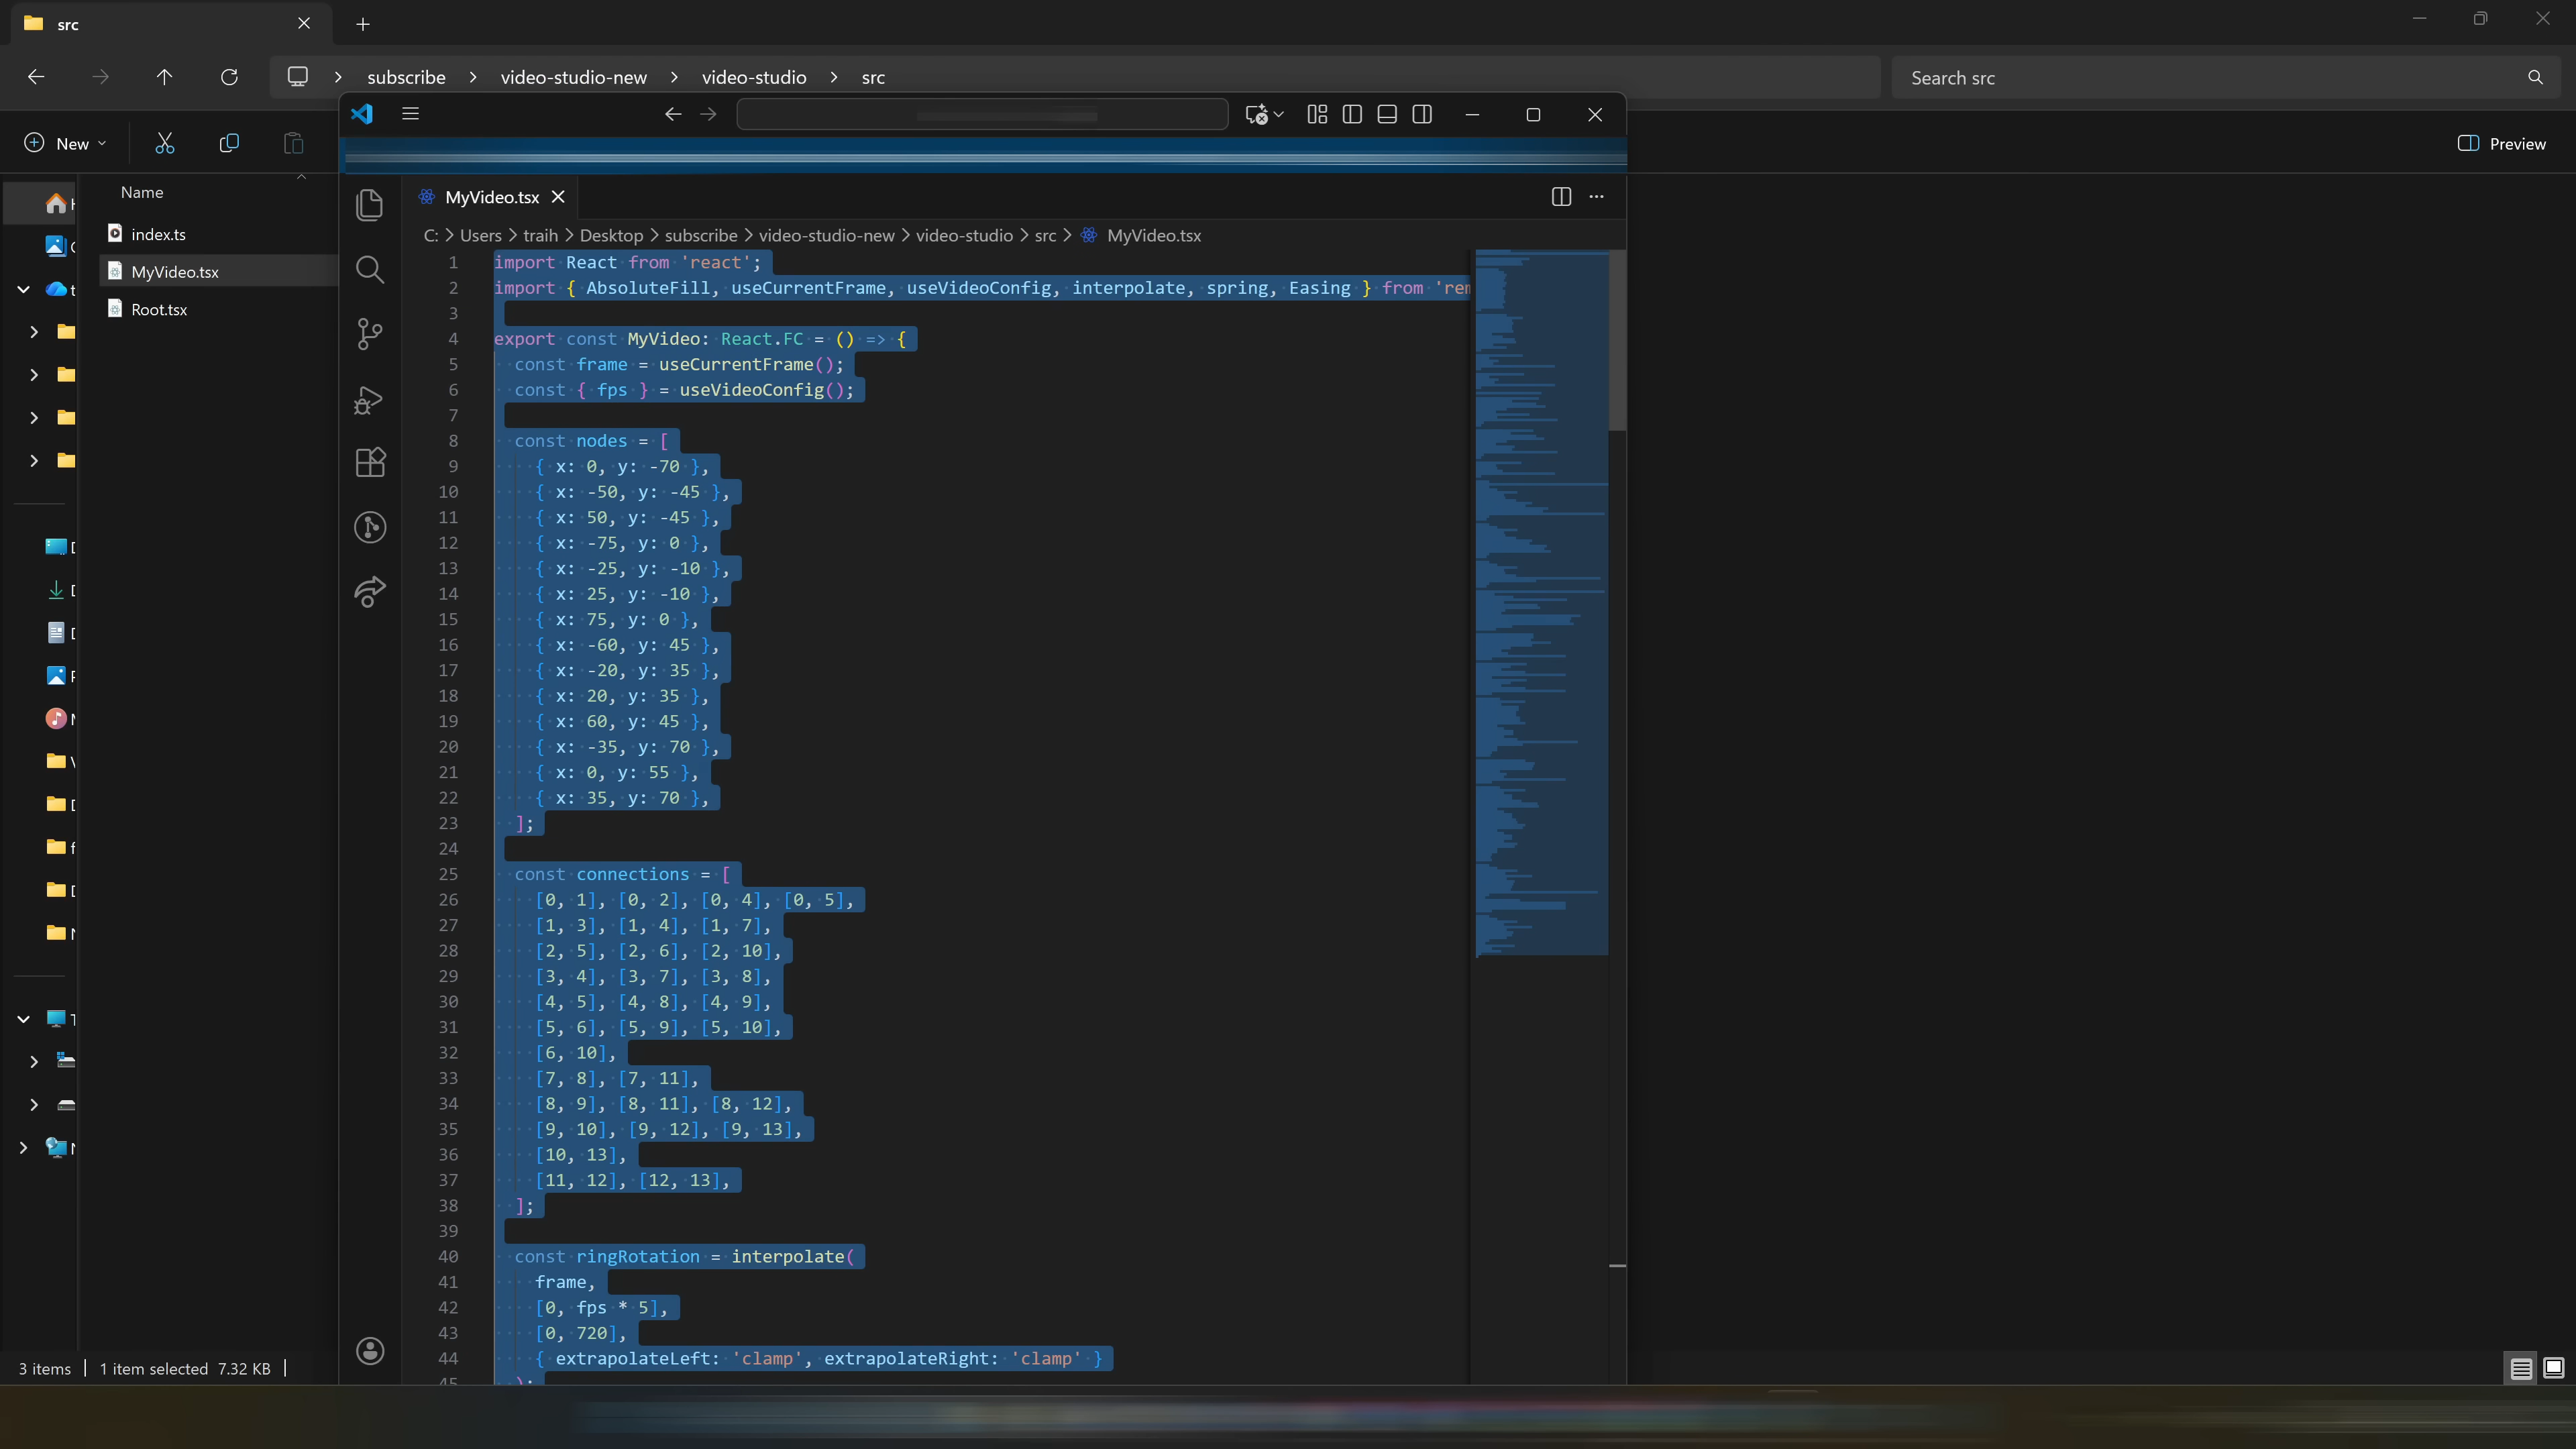 src
subscribe > video-studio-new > video-studio > src
Search src
New
Preview
Name
index.ts
MyVideo.tsx
Root.tsx
3 items
1 item selected 7.32 KB
MyVideo.tsx
C: > Users > traih > Desktop > subscribe > video-studio-new > video-studio > src > MyVideo.tsx
1 import React from 'react';
2 import { AbsoluteFill, useCurrentFrame, useVideoConfig, interpolate, spring, Easing } from
3
4 export const MyVideo: React.FC = () => {
5 const frame = useCurrentFrame();
6 const { fps } = useVideoConfig();
7
8 const nodes = [
9 { x: 0, y: -70 },
10 { x: -50, y: -45 },
11 { x: 50, y: -45 },
12 { x: -75, y: 0 },
13 { x: -25, y: -10 },
14 { x: 25, y: -10 },
15 { x: 75, y: 0 },
16 { x: -60, y: 45 },
17 { x: -20, y: 35 },
18 { x: 20, y: 35 },
19 { x: 60, y: 45 },
20 { x: -35, y: 70 },
21 { x: 0, y: 55 },
22 { x: 35, y: 70 },
23 ];
24
25 const connections = [
26 [0, 1], [0, 2], [0, 4], [0, 5],
27 [1, 3], [1, 4], [1, 7],
28 [2, 5], [2, 6], [2, 10],
29 [3, 4], [3, 7], [3, 8],
30 [4, 5], [4, 8], [4, 9],
31 [5, 6], [5, 9], [5, 10],
32 [6, 10],
33 [7, 8], [7, 11],
34 [8, 9], [8, 11], [8, 12],
35 [9, 10], [9, 12], [9, 13],
36 [10, 13],
37 [11, 12], [12, 13],
38 ];
39
40 const ringRotation = interpolate(
41 frame,
42 [0, fps * 5],
43 [0, 720],
44 { extrapolateLeft: 'clamp', extrapolateRight: 'clamp' }
45 );